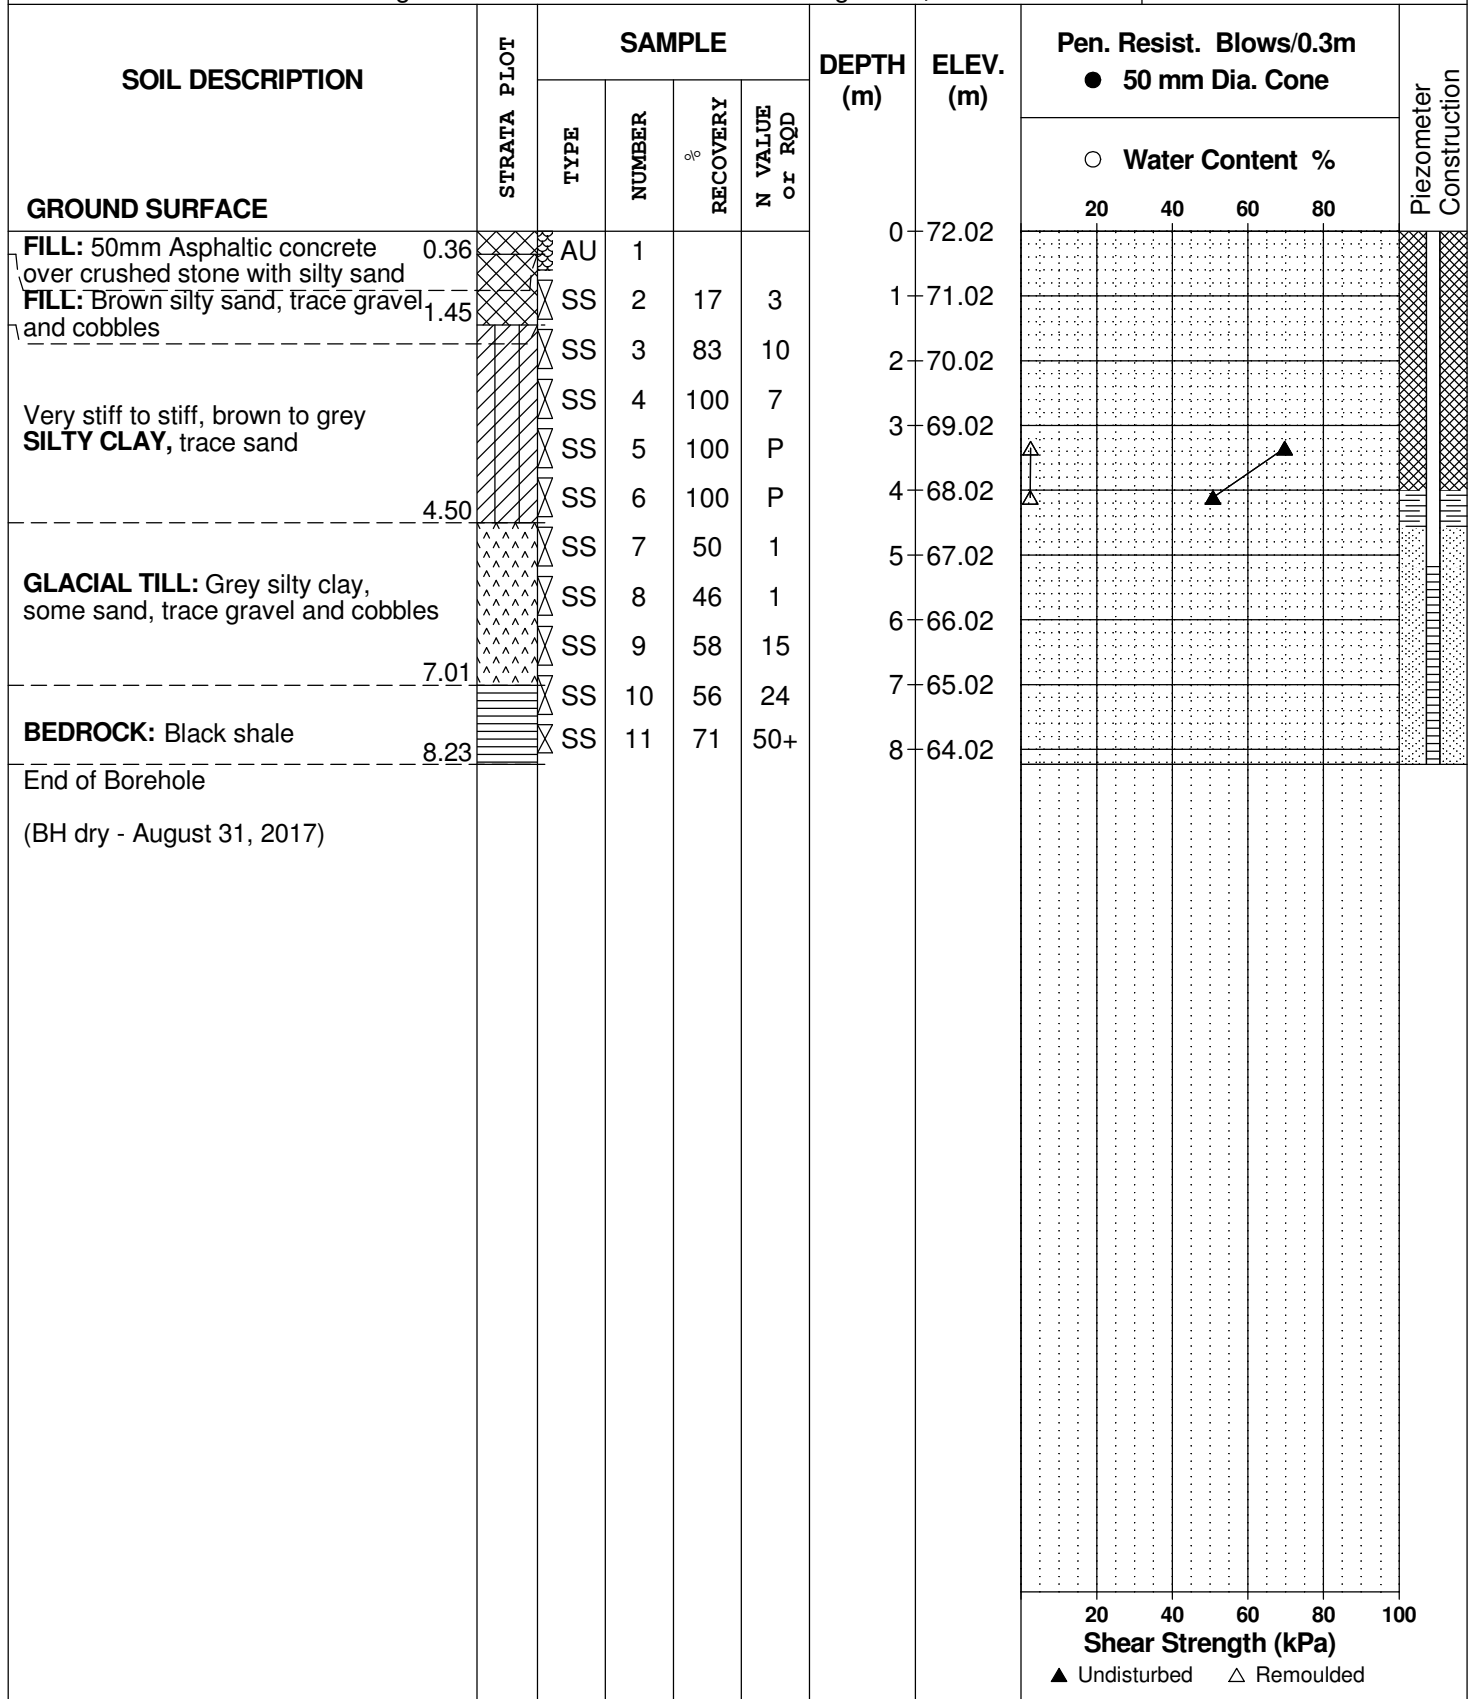 SOIL DESCRIPTION
GROUND SURFACE
STRATA PLOT
SAMPLE
TYPE
NUMBER
% RECOVERY
N VALUE or RQD
DEPTH (m)
ELEV. (m)
Pen. Resist. Blows/0.3m
● 50 mm Dia. Cone
○ Water Content %
20 40 60 80
Piezometer Construction
FILL: 50mm Asphaltic concrete 0.36
over crushed stone with silty sand
FILL: Brown silty sand, trace gravel 1.45
and cobbles
Very stiff to stiff, brown to grey
SILTY CLAY, trace sand
4.50
GLACIAL TILL: Grey silty clay,
some sand, trace gravel and cobbles
7.01
BEDROCK: Black shale
8.23
End of Borehole
(BH dry - August 31, 2017)
AU 1
SS 2 17 3
SS 3 83 10
SS 4 100 7
SS 5 100 P
SS 6 100 P
SS 7 50 1
SS 8 46 1
SS 9 58 15
SS 10 56 24
SS 11 71 50+
0 72.02
1 71.02
2 70.02
3 69.02
4 68.02
5 67.02
6 66.02
7 65.02
8 64.02
20 40 60 80 100
Shear Strength (kPa)
▲ Undisturbed △ Remoulded